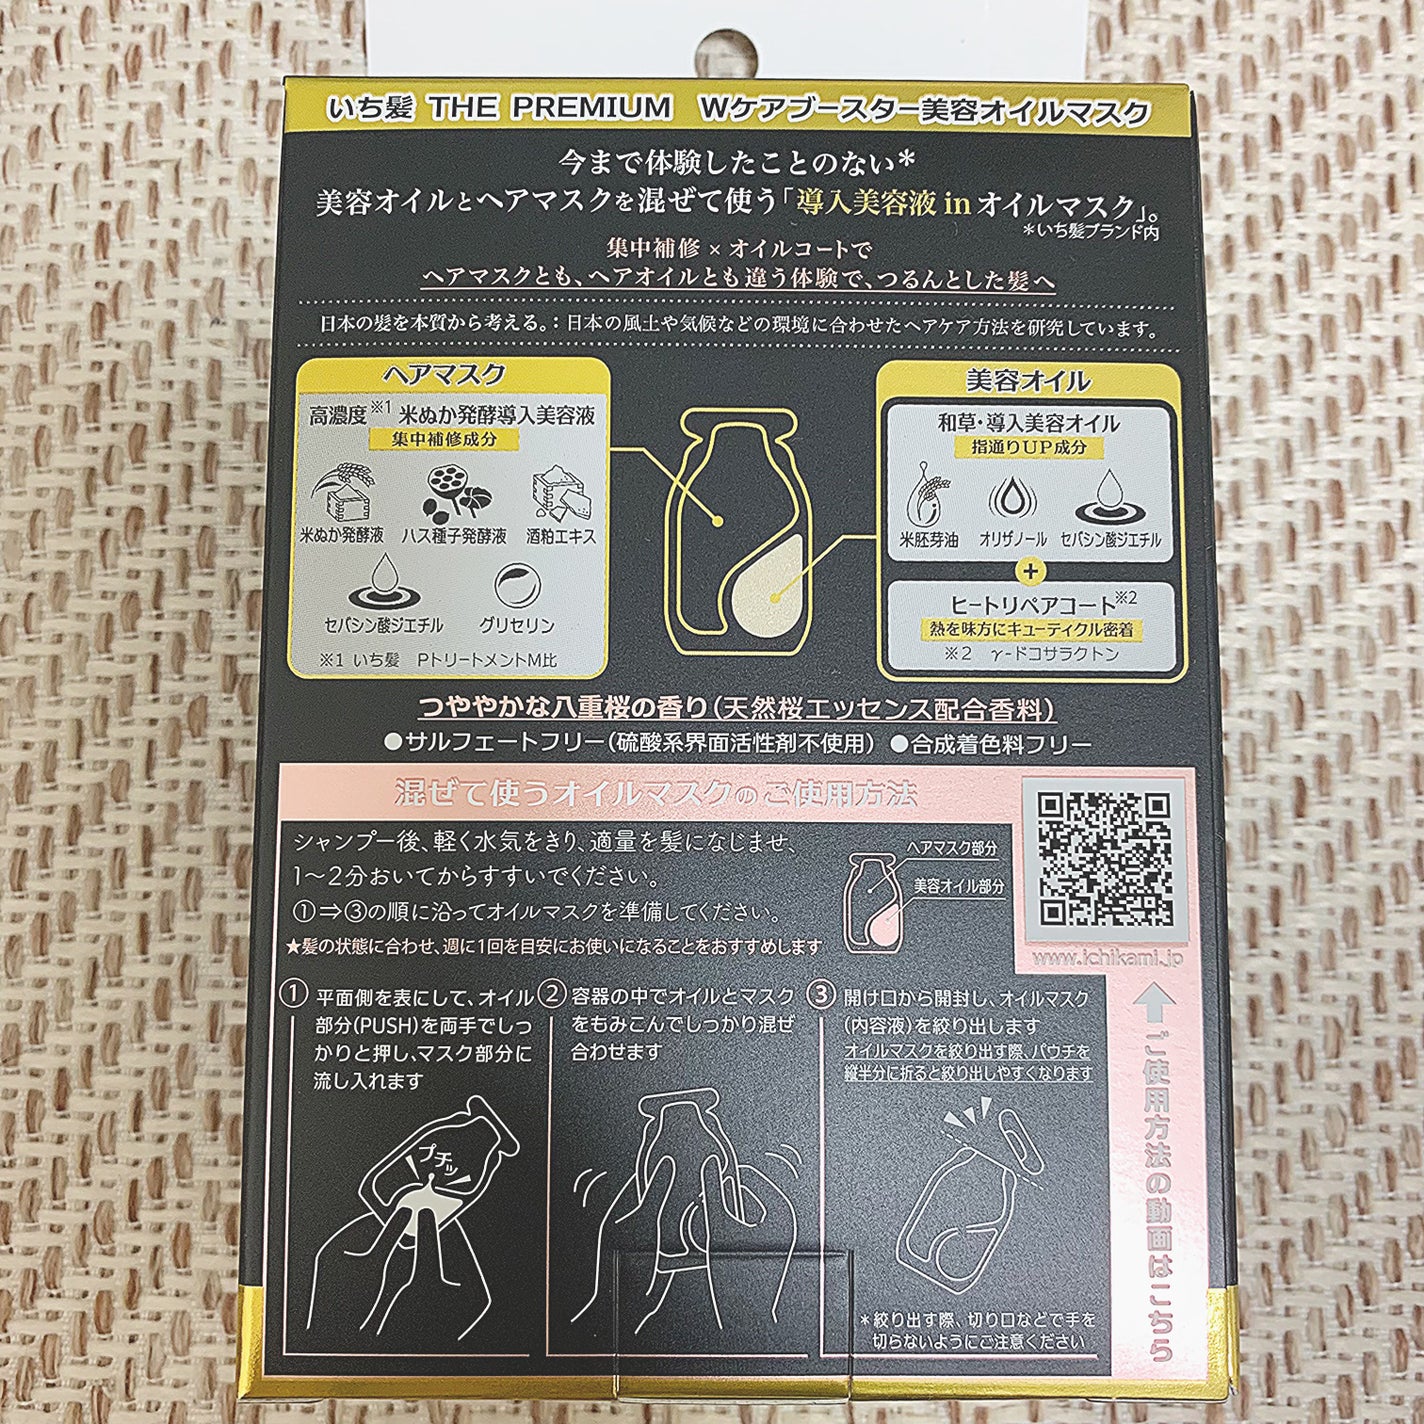 いち髪 THE PREMIUM Wケアブースター美容オイルマスク
今まで体験したことのない*
美容オイルとヘアマスクを混ぜて使う「導入美容液inオイルマスク」。
*いち髪ブランド内
集中補修×オイルコートで
ヘアマスクとも、ヘアオイルとも違う体験で、つるんとした髪へ
日本の髪を本質から考える。:日本の風土や気候などの環境に合わせたヘアケア方法を研究しています。
ヘアマスク
高濃度※1 米ぬか発酵導入美容液
集中補修成分
米ぬか発酵液 ハス種子発酵液 酒粕エキス
セバシン酸ジエチル グリセリン
※1 いち髪 PトリートメントM比
美容オイル
和草・導入美容オイル
指通りUP成分
米胚芽油 オリザノール セバシン酸ジエチル
+
ヒートリペアコート※2
熱を味方にキューティクル密着
※2 γ-ドコサラクトン
つややかな八重桜の香り(天然桜エッセンス配合香料)
●サルフェートフリー(硫酸系界面活性剤不使用) ●合成着色料フリー
混ぜて使うオイルマスクのご使用方法
シャンプー後、軽く水気をきり、適量を髪になじませ、
1〜2分おいてからすすいでください。
①⇒③の順に沿ってオイルマスクを準備してください。
★髪の状態に合わせ、週に1回を目安にお使いになることをおすすめします
ヘアマスク部分
美容オイル部分
www.ichikami.jp
ご使用方法の動画はこちら
① 平面側を表にして、オイル
部分(PUSH)を両手でしっ
かりと押し、マスク部分に
流し入れます
プチッ
② 容器の中でオイルとマスク
をもみこんでしっかり混ぜ
合わせます
③ 開け口から開封し、オイルマスク
(内容液)を絞り出します
オイルマスクを絞り出す際、パウチを
縦半分に折ると絞り出しやすくなります
*絞り出す際、切り口などで手を
切らないようにご注意ください